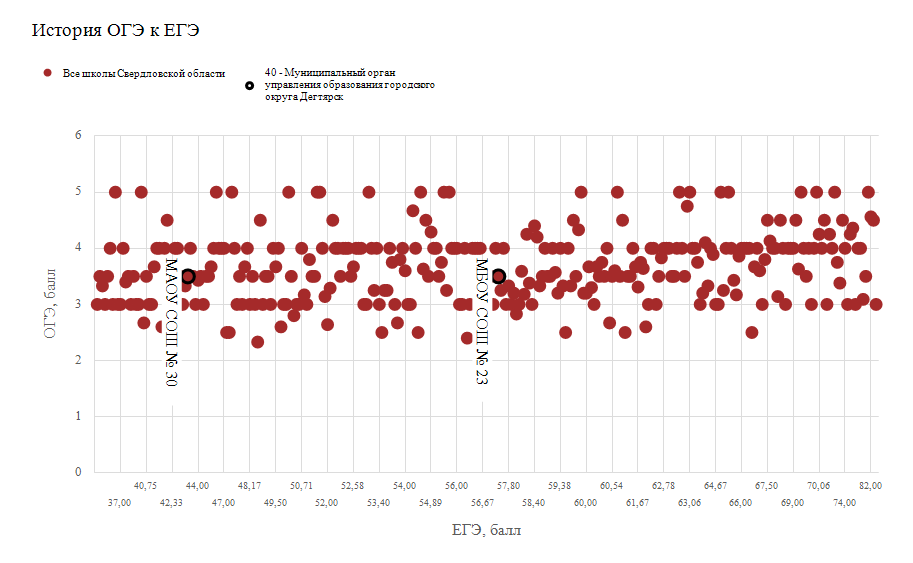 История ОГЭ к ЕГЭ
Все школы Свердловской области
40 - Муниципальный орган
управления образования городского
округа Дегтярск
6
5
4
3
2
1
0
ОГЭ, балл
МАОУ СОШ № 30
МБОУ СОШ № 23
40,75 42,33 44,00 47,00 48,17 49,50 50,71 52,00 52,58 53,40 54,00 54,89 56,00 56,67 57,80 58,40 59,38 60,00 60,54 61,67 62,78 63,06 64,67 66,00 67,50 69,00 70,06 74,00 82,00
37,00
ЕГЭ, балл